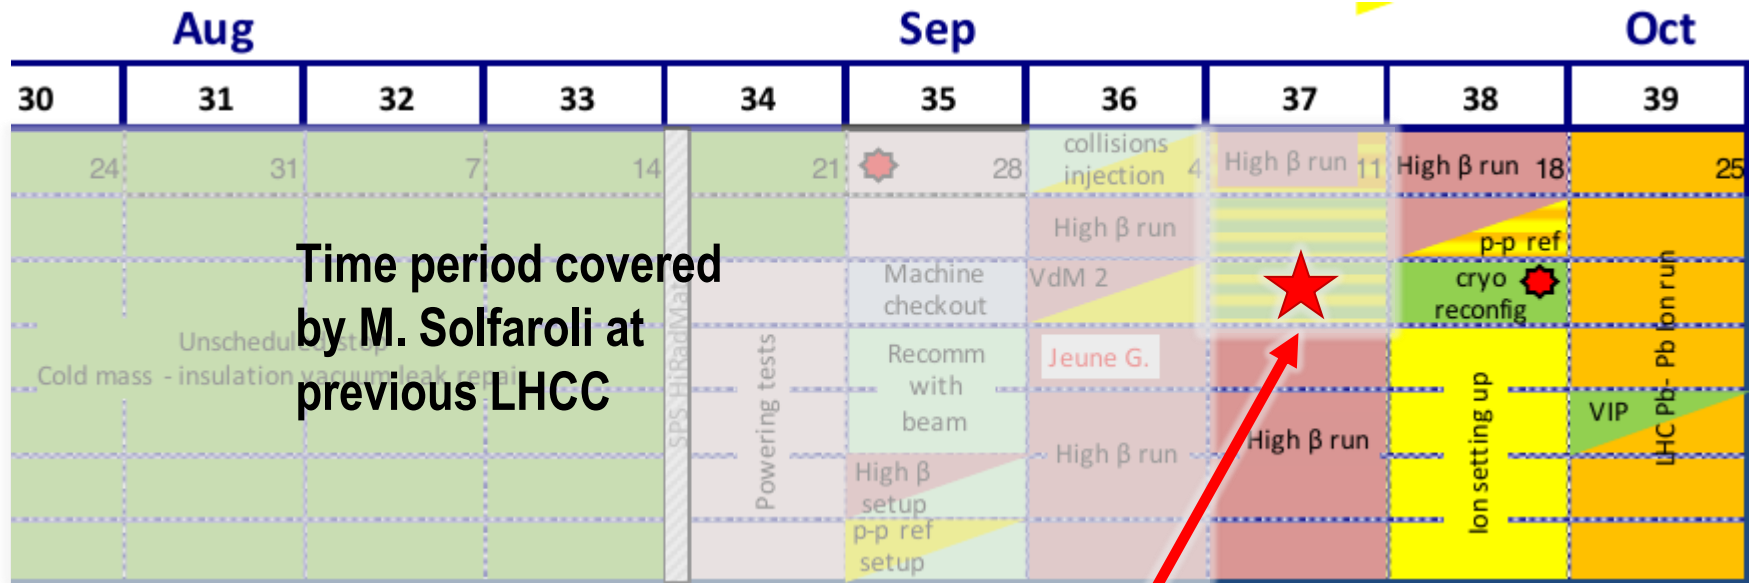 Aug Sep Oct
30 31 32 33 34 35 36 37 38 39
24 31 7 14 21 28 4 11 18 25
collisions
injection
High β run
High β run
High β run
p-p ref
Time period covered
by M. Solfaroli at
previous LHCC
Machine
checkout
VdM 2
cryo
reconfig
Unscheduled stop
Cold mass - insulation vacuum leak repair
SPS HiRadMat
Powering tests
Recomm
with
beam
Jeune G.
High β run
High β run
Ion setting up
VIP
LHC Pb - Pb Ion run
High β
setup
p-p ref
setup